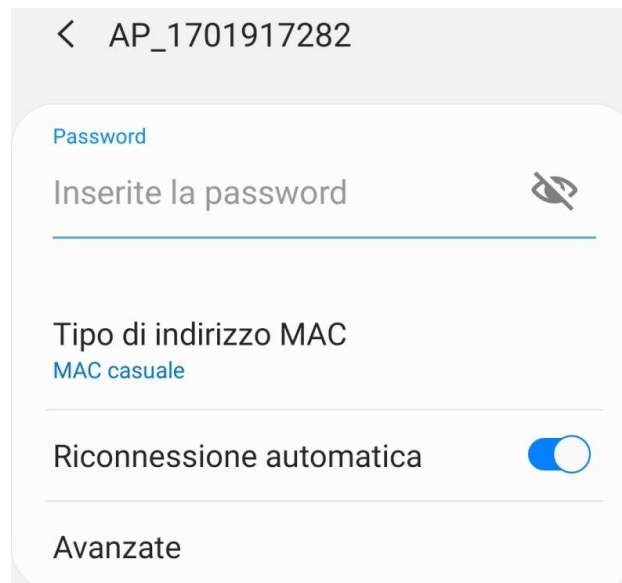 AP_1701917282
Password
Inserite la password
Tipo di indirizzo MAC
MAC casuale
Riconnessione automatica
Avanzate